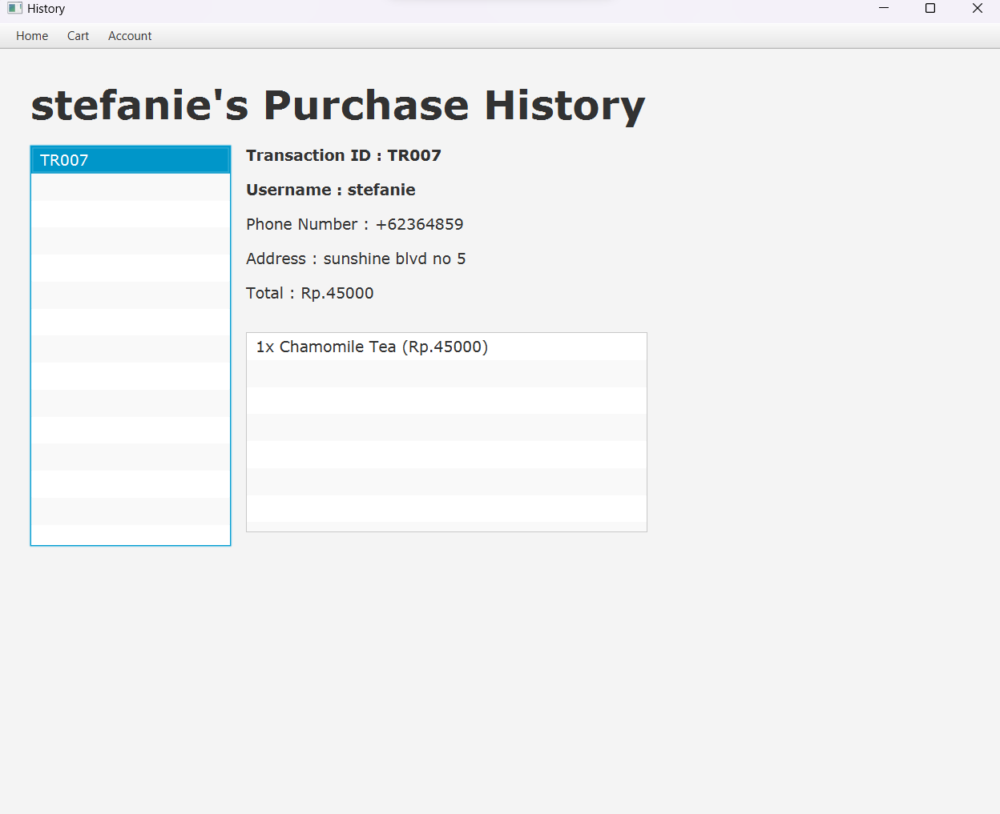 History
Home Cart Account
stefanie's Purchase History
TR007
Transaction ID : TR007
Username : stefanie
Phone Number : +62364859
Address : sunshine blvd no 5
Total : Rp.45000
1x Chamomile Tea (Rp.45000)